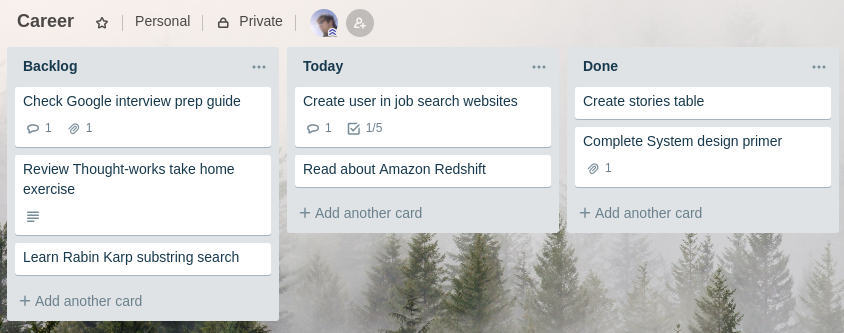 Career
Personal
Private
Backlog
Check Google interview prep guide
1
1
Review Thought-works take home
exercise
Learn Rabin Karp substring search
Add another card
Today
Create user in job search websites
1
1/5
Read about Amazon Redshift
Add another card
Done
Create stories table
Complete System design primer
1
Add another card